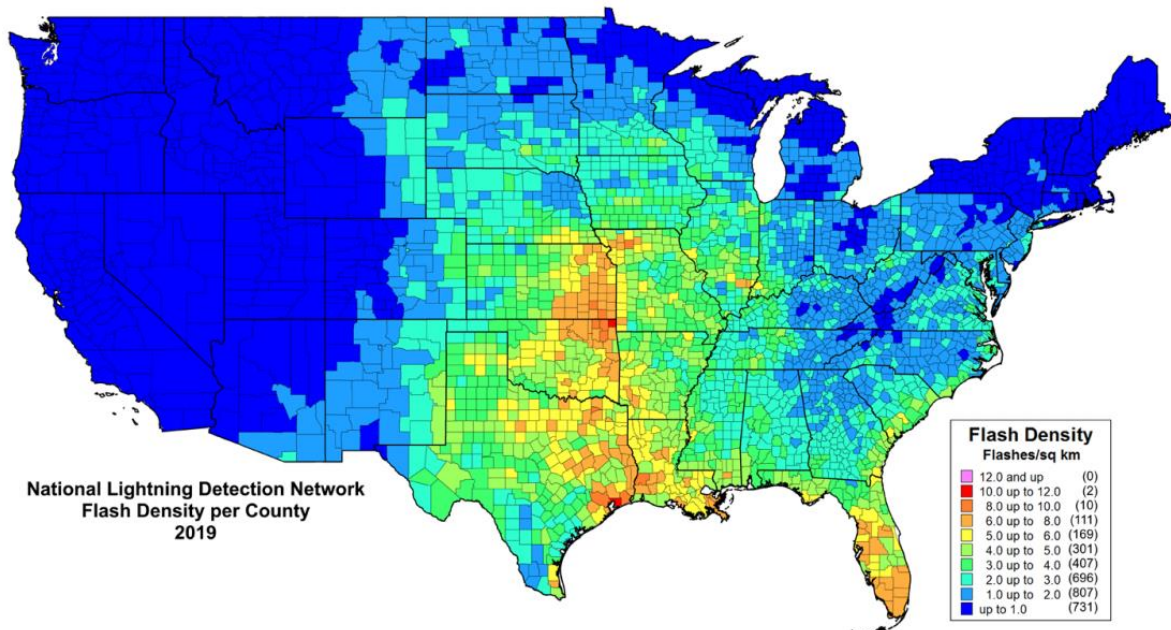 National Lightning Detection Network
Flash Density per County
2019
Flash Density
Flashes/sq km
12.0 and up (0)
10.0 up to 12.0 (2)
8.0 up to 10.0 (10)
6.0 up to 8.0 (111)
5.0 up to 6.0 (169)
4.0 up to 5.0 (301)
3.0 up to 4.0 (407)
2.0 up to 3.0 (696)
1.0 up to 2.0 (807)
up to 1.0 (731)